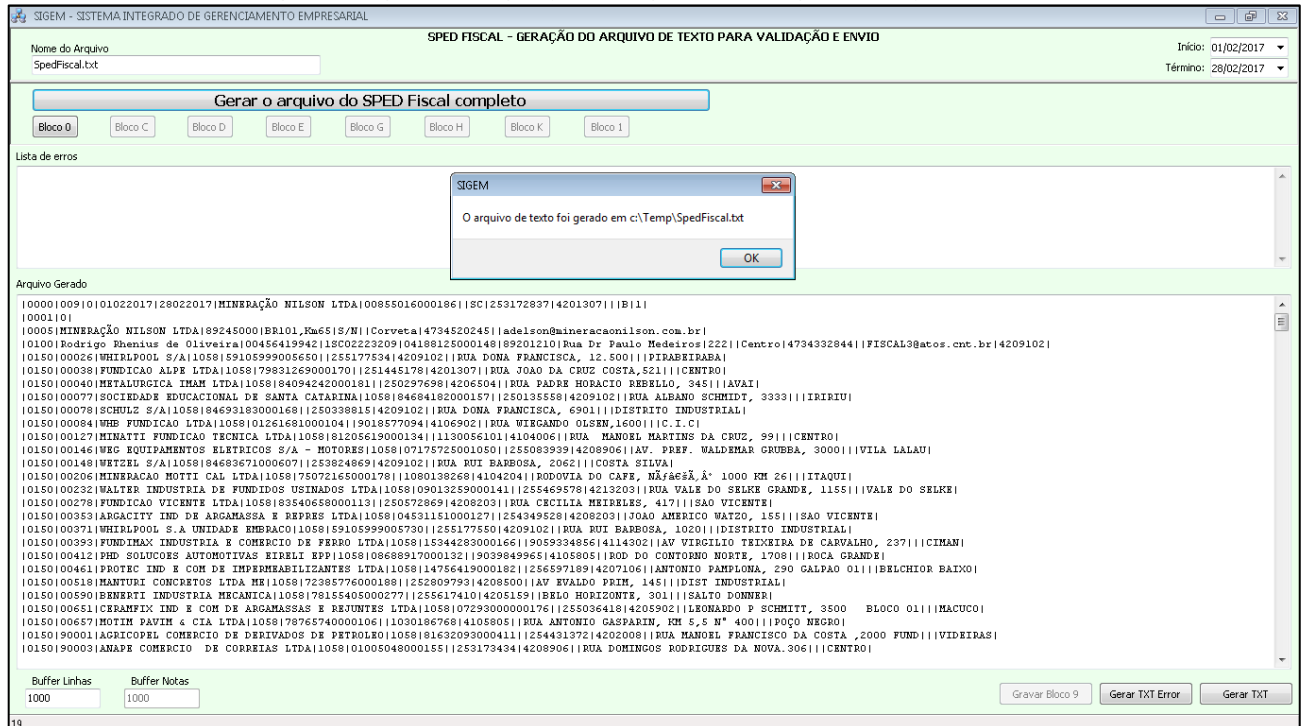 SIGEM - SISTEMA INTEGRADO DE GERENCIAMENTO EMPRESARIAL
SPED FISCAL - GERAÇÃO DO ARQUIVO DE TEXTO PARA VALIDAÇÃO E ENVIO
Nome do Arquivo
SpedFiscal.txt
Início: 01/02/2017
Término: 28/02/2017
Gerar o arquivo do SPED Fiscal completo
Bloco 0 Bloco C Bloco D Bloco E Bloco G Bloco H Bloco K Bloco 1
Lista de erros
SIGEM
O arquivo de texto foi gerado em c:\Temp\SpedFiscal.txt
OK
Arquivo Gerado
|0000|009|0|01022017|28022017|MINERAÇÃO NILSON LTDA|00855016000186||SC|253172837|4201307|||B|1|
|0001|0|
|0005|MINERAÇÃO NILSON LTDA|89245000|BR101,Km65|S/N||Corveta|4734520245||adelson@mineracaonilson.com.br|
|0100|Rodrigo Rhenius de Oliveira|00456419942|1SC02223209|04188125000148|89201210|Rua Dr Paulo Medeiros|222||Centro|4734332844||FISCAL3@atos.cnt.br|4209102|
|0150|00026|WHIRLPOOL S/A|1058|59105999005650||255177534|4209102||RUA DONA FRANCISCA, 12.500|||PIRABEIRABA|
|0150|00038|FUNDICAO ALPE LTDA|1058|79831269000170||251445178|4201307||RUA JOAO DA CRUZ COSTA,521|||CENTRO|
|0150|00040|METALURGICA IMAM LTDA|1058|84094242000181||250297698|4206504||RUA PADRE HORACIO REBELLO, 345|||AVAI|
|0150|00077|SOCIEDADE EDUCACIONAL DE SANTA CATARINA|1058|84684182000157||250135558|4209102||RUA ALBANO SCHMIDT, 3333|||IRIRIU|
|0150|00078|SCHULZ S/A|1058|84693183000168||250338815|4209102||RUA DONA FRANCISCA, 6901|||DISTRITO INDUSTRIAL|
|0150|00084|WHB FUNDICAO LTDA|1058|01261681000104||9018577094|4106902||RUA WIEGANDO OLSEN,1600|||C.I.C|
|0150|00127|MINATTI FUNDICAO TECNICA LTDA|1058|81205619000134||1130056101|4104006||RUA  MANOEL MARTINS DA CRUZ, 99|||CENTRO|
|0150|00146|WEG EQUIPAMENTOS ELETRICOS S/A - MOTORES|1058|07175725001050||255083939|4208906||AV. PREF. WALDEMAR GRUBBA, 3000|||VILA LALAU|
|0150|00148|WETZEL S/A|1058|84683671000607||253824869|4209102||RUA RUI BARBOSA, 2062|||COSTA SILVA|
|0150|00206|MINERACAO MOTTI CAL LTDA|1058|75072165000178||1080138268|4104204||RODOVIA DO CAFE, NÃƒâ€šÃ‚Â° 1000 KM 26|||ITAQUI|
|0150|00232|WALTER INDUSTRIA DE FUNDIDOS USINADOS LTDA|1058|09013259000141||255469578|4213203||RUA VALE DO SELKE GRANDE, 1155|||VALE DO SELKE|
|0150|00278|FUNDICAO VICENTE LTDA|1058|83540658000113||250572869|4208203||RUA CECILIA MEIRELES, 417|||SAO VICENTE|
|0150|00353|ARGACITY IND DE ARGAMASSA E REPRES LTDA|1058|04531151000127||254349528|4208203||JOAO AMERICO WATZO, 155|||SAO VICENTE|
|0150|00371|WHIRLPOOL S.A UNIDADE EMBRACO|1058|59105999005730||255177550|4209102||RUA RUI BARBOSA, 1020|||DISTRITO INDUSTRIAL|
|0150|00393|FUNDIMAX INDUSTRIA E COMERCIO DE FERRO LTDA|1058|15344283000166||9059334856|4114302||AV VIRGILIO TEIXEIRA DE CARVALHO, 237|||CIMAN|
|0150|00412|PHD SOLUCOES AUTOMOTIVAS EIRELI EPP|1058|08688917000132||9039849965|4105805||ROD DO CONTORNO NORTE, 1708|||ROCA GRANDE|
|0150|00461|PROTEC IND E COM DE IMPERMEABILIZANTES LTDA|1058|14756419000182||256597189|4207106||ANTONIO PAMPLONA, 290 GALPAO 01|||BELCHIOR BAIXO|
|0150|00518|MANTURI CONCRETOS LTDA ME|1058|72385776000188||252809793|4208500||AV EVALDO PRIM, 145|||DIST INDUSTRIAL|
|0150|00590|BENERTI INDUSTRIA MECANICA|1058|78155405000277||255617410|4205159||BELO HORIZONTE, 301|||SALTO DONNER|
|0150|00651|CERAMFIX IND E COM DE ARGAMASSAS E REJUNTES LTDA|1058|07293000000176||255036418|4205902||LEONARDO P SCHMITT, 3500   BLOCO 01|||MACUCO|
|0150|00657|MOTIM PAVIM & CIA LTDA|1058|78765740000106||1030186768|4105805||RUA ANTONIO GASPARIN, KM 5,5 N° 400|||POÇO NEGRO|
|0150|90001|AGRICOPEL COMERCIO DE DERIVADOS DE PETROLEO|1058|81632093000411||254431372|4202008||RUA MANOEL FRANCISCO DA COSTA ,2000 FUND|||VIDEIRAS|
|0150|90003|ANAPE COMERCIO  DE CORREIAS LTDA|1058|01005048000155||253173434|4208906||RUA DOMINGOS RODRIGUES DA NOVA.306|||CENTRO|
Buffer Linhas Buffer Notas
1000 1000
Gravar Bloco 9 Gerar TXT Error Gerar TXT
19